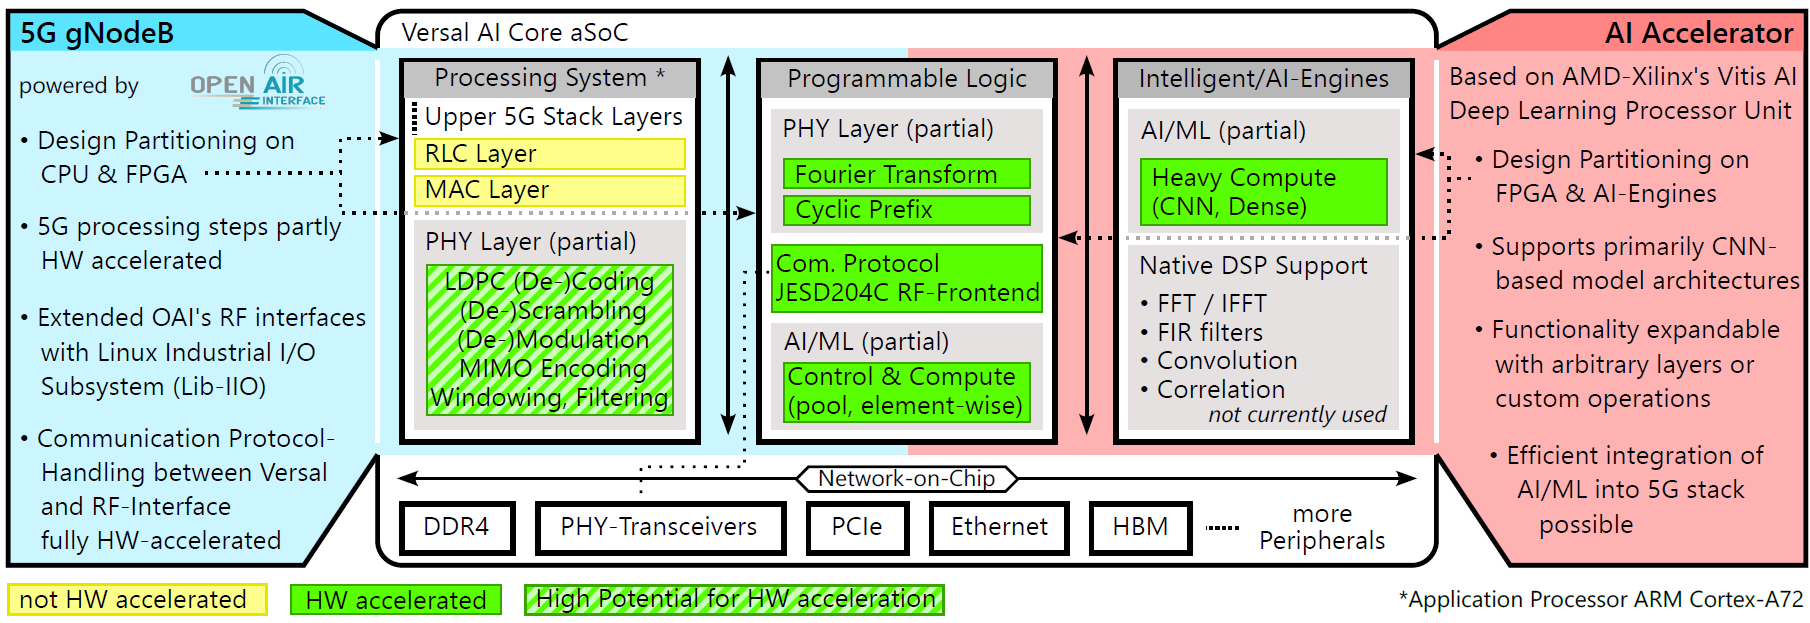 5G gNodeB
powered by OPEN AIR
INTERFACE
• Design Partitioning on
CPU & FPGA
• 5G processing steps partly
HW accelerated
• Extended OAI's RF interfaces
with Linux Industrial I/O
Subsystem (Lib-IIO)
• Communication Protocol-
Handling between Versal
and RF-Interface
fully HW-accelerated
Versal AI Core aSoC
Processing System *
Upper 5G Stack Layers
RLC Layer
MAC Layer
PHY Layer (partial)
LDPC (De-)Coding
(De-)Scrambling
(De-)Modulation
MIMO Encoding
Windowing, Filtering
Programmable Logic
PHY Layer (partial)
Fourier Transform
Cyclic Prefix
Com. Protocol
JESD204C RF-Frontend
AI/ML (partial)
Control & Compute
(pool, element-wise)
Intelligent/AI-Engines
AI/ML (partial)
Heavy Compute
(CNN, Dense)
Native DSP Support
• FFT / IFFT
• FIR filters
• Convolution
• Correlation
not currently used
Network-on-Chip
DDR4
PHY-Transceivers
PCIe
Ethernet
HBM
more
Peripherals
AI Accelerator
Based on AMD-Xilinx's Vitis AI
Deep Learning Processor Unit
• Design Partitioning on
FPGA & AI-Engines
• Supports primarily CNN-
based model architectures
• Functionality expandable
with arbitrary layers or
custom operations
• Efficient integration of
AI/ML into 5G stack
possible
not HW accelerated
HW accelerated
High Potential for HW acceleration
*Application Processor ARM Cortex-A72